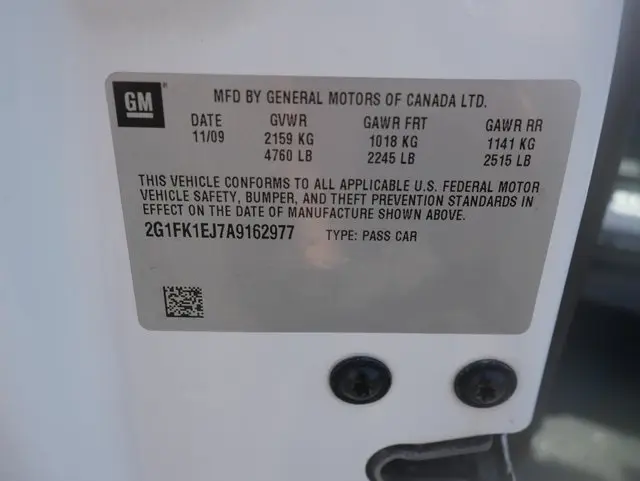 GM
MFD BY GENERAL MOTORS OF CANADA LTD.
DATE GVWR GAWR FRT GAWR RR
11/09 2159 KG 1018 KG 1141 KG
4760 LB 2245 LB 2515 LB
THIS VEHICLE CONFORMS TO ALL APPLICABLE U.S. FEDERAL MOTOR
VEHICLE SAFETY, BUMPER, AND THEFT PREVENTION STANDARDS IN
EFFECT ON THE DATE OF MANUFACTURE SHOWN ABOVE.
2G1FK1EJ7A9162977 TYPE: PASS CAR